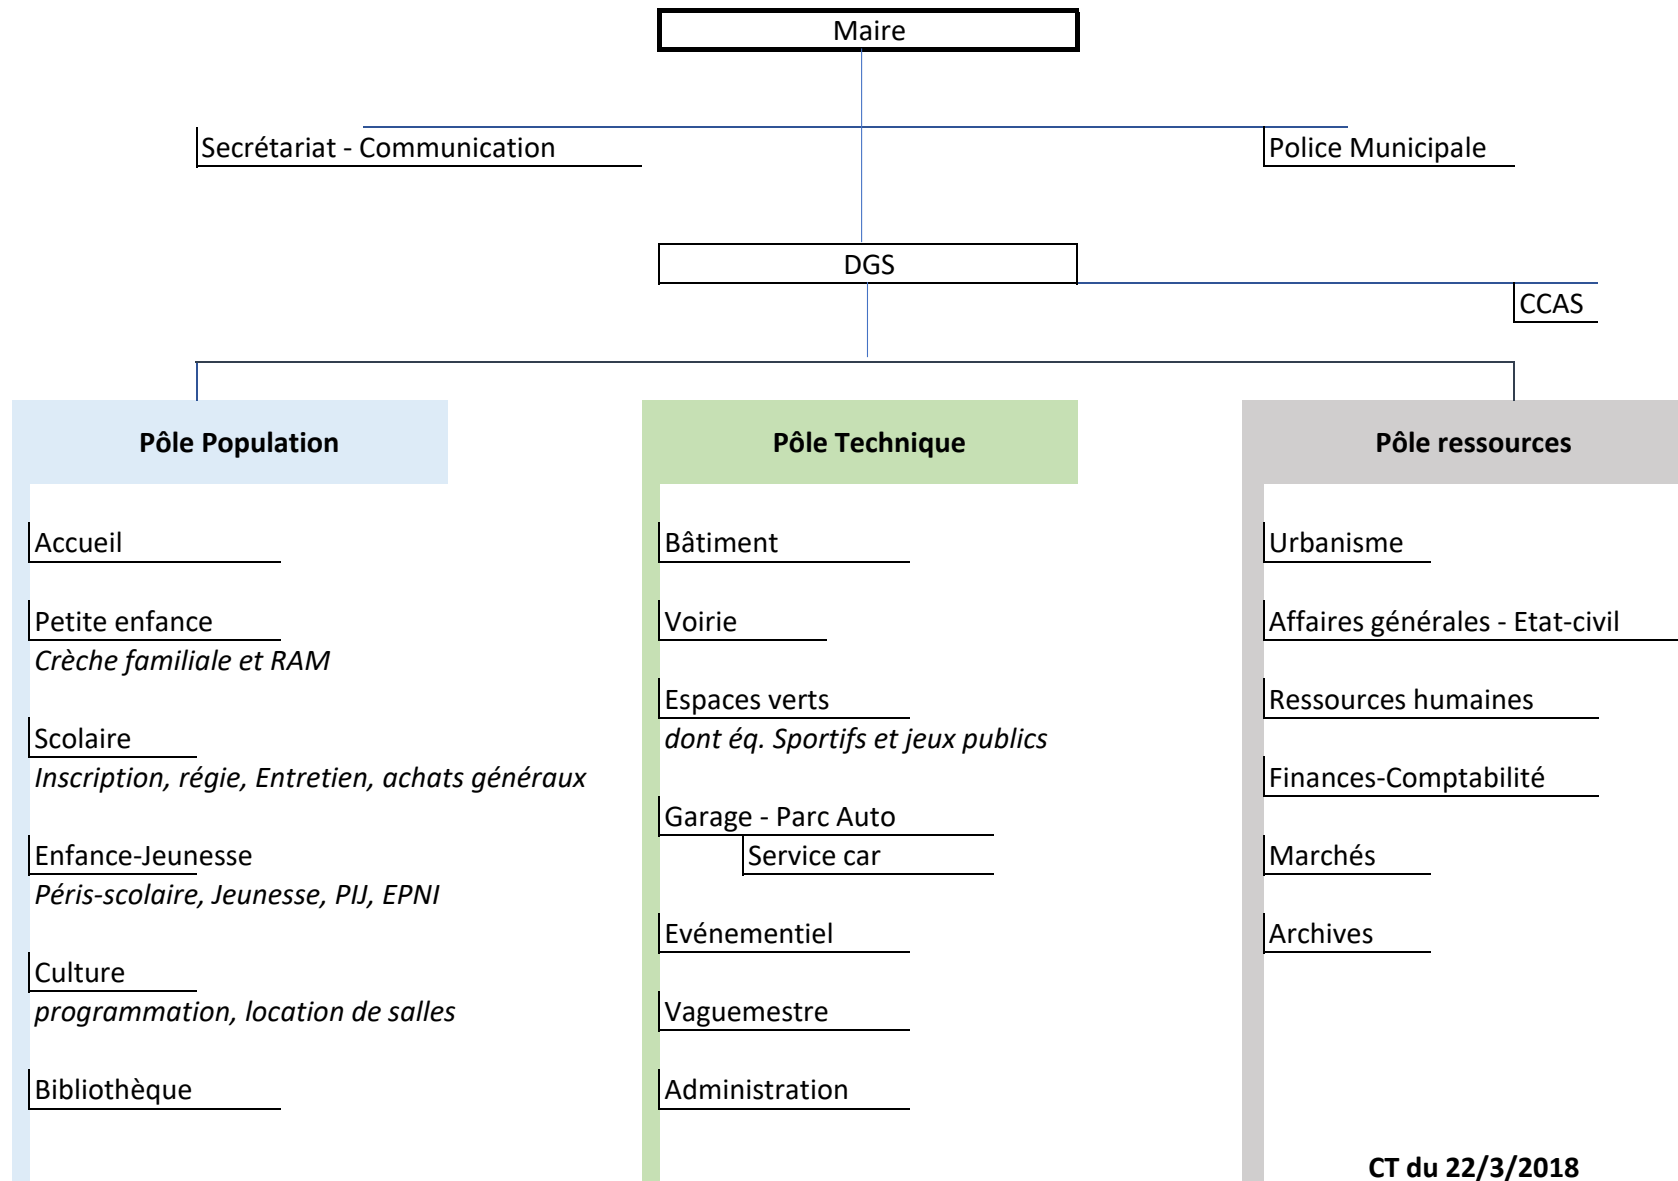 Maire
Secrétariat - Communication
Police Municipale
DGS
CCAS
Pôle Population
Accueil
Petite enfance
Crèche familiale et RAM
Scolaire
Inscription, régie, Entretien, achats généraux
Enfance-Jeunesse
Péris-scolaire, Jeunesse, PIJ, EPNI
Culture
programmation, location de salles
Bibliothèque
Pôle Technique
Bâtiment
Voirie
Espaces verts
dont éq. Sportifs et jeux publics
Garage - Parc Auto
Service car
Evénementiel
Vaguemestre
Administration
Pôle ressources
Urbanisme
Affaires générales - Etat-civil
Ressources humaines
Finances-Comptabilité
Marchés
Archives
CT du 22/3/2018